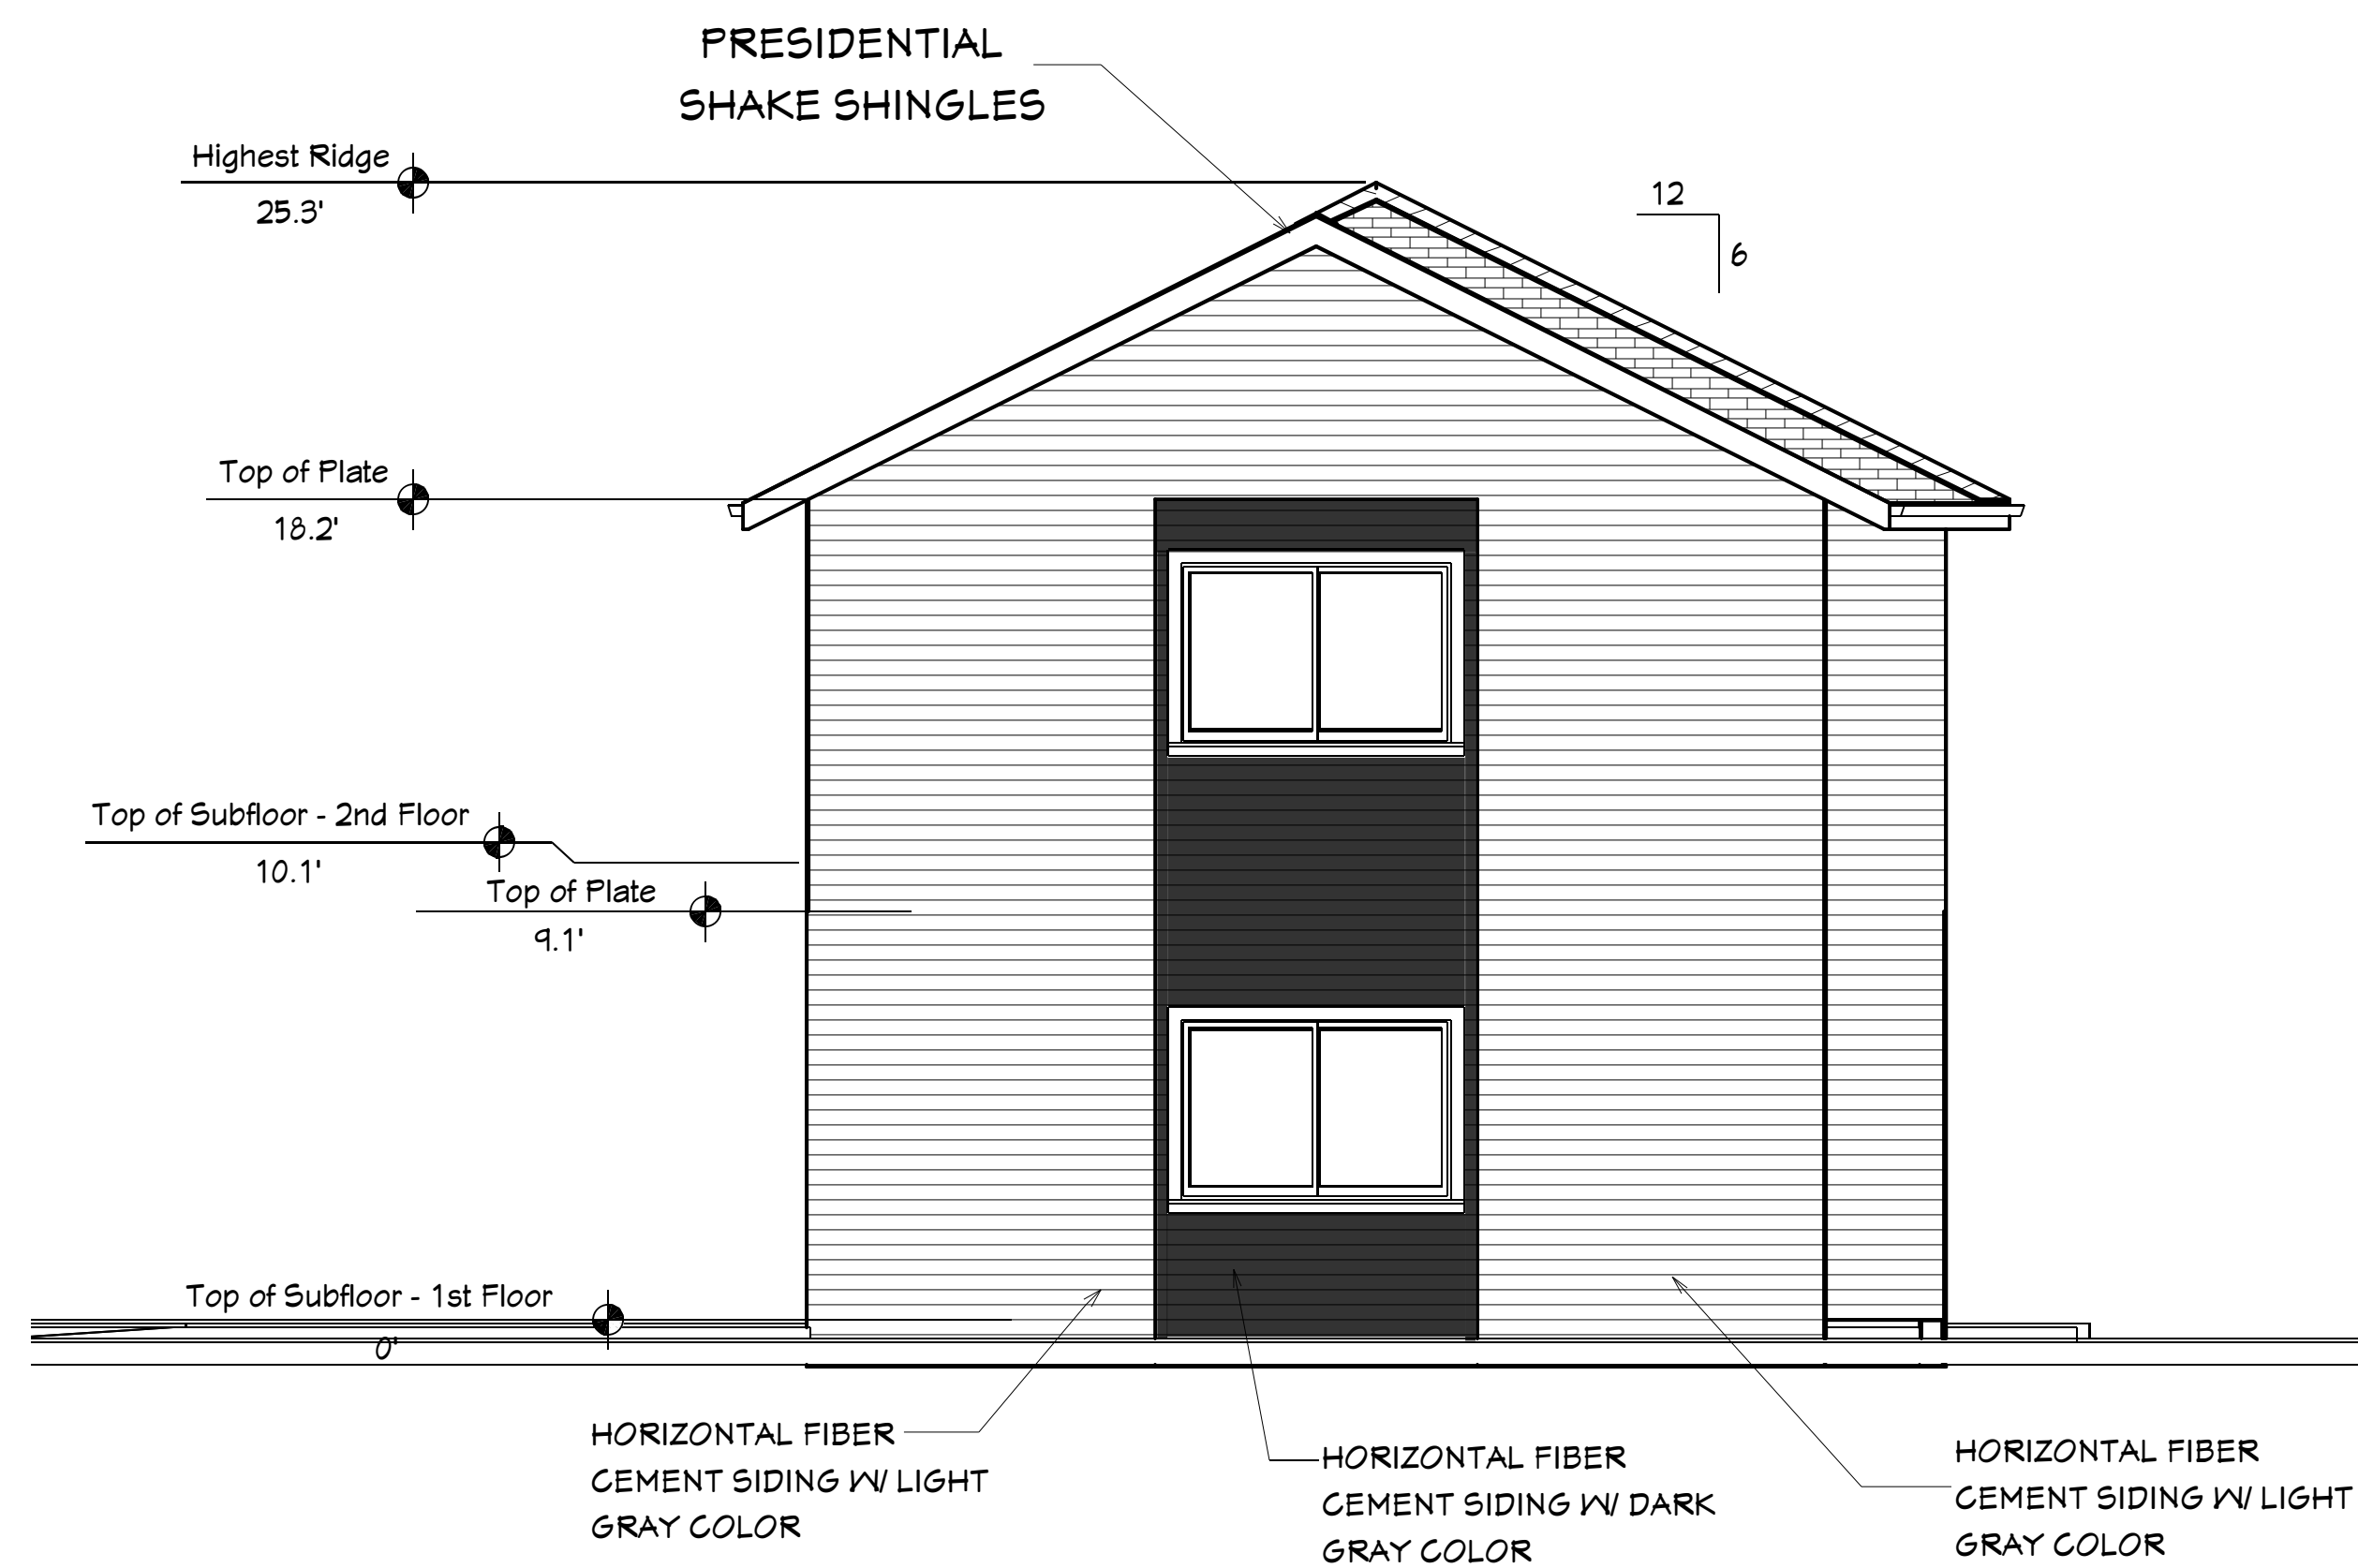 PRESIDENTIAL
SHAKE SHINGLES
Highest Ridge
25.3'
12
6
Top of Plate
18.2'
Top of Subfloor - 2nd Floor
10.1'
Top of Plate
9.1'
Top of Subfloor - 1st Floor
0'
HORIZONTAL FIBER
CEMENT SIDING W/ LIGHT
GRAY COLOR
HORIZONTAL FIBER
CEMENT SIDING W/ DARK
GRAY COLOR
HORIZONTAL FIBER
CEMENT SIDING W/ LIGHT
GRAY COLOR